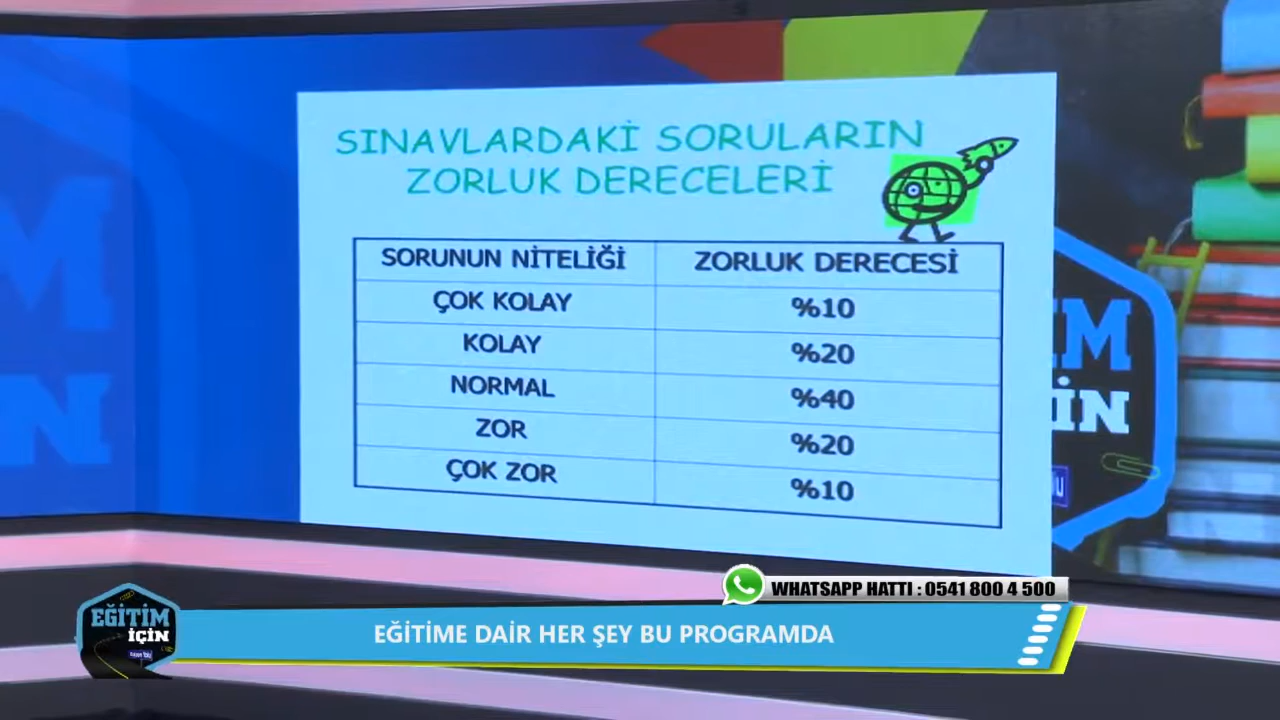 SINAVLARDAKİ SORULARIN
ZORLUK DERECELERİ
SORUNUN NİTELİĞİ ZORLUK DERECESİ
ÇOK KOLAY %10
KOLAY %20
NORMAL %40
ZOR %20
ÇOK ZOR %10
İM
İN
WHATSAPP HATTI : 0541 800 4 500
EĞİTİM
İÇİN
EĞİTİME DAİR HER ŞEY BU PROGRAMDA